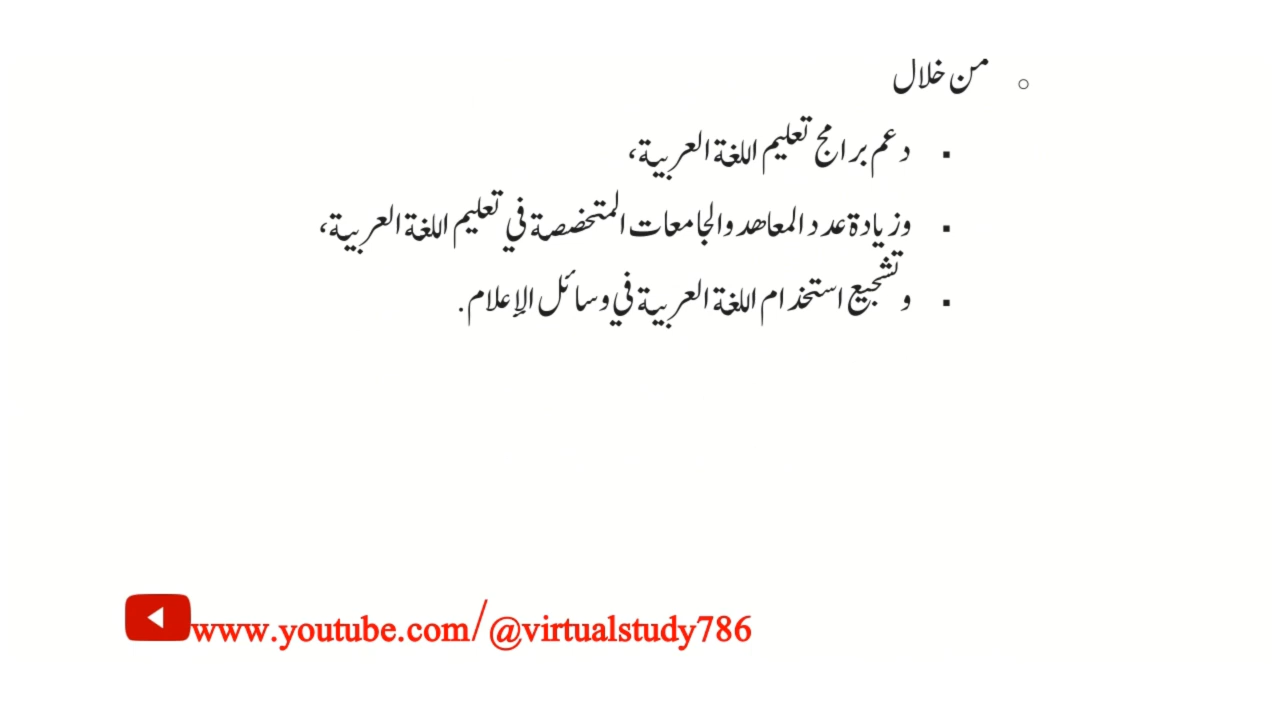 ○ من خلال
▪ دعم برامج تعليم اللغة العربية،
▪ وزيادة عدد المعاهد والجامعات المتخصصة في تعليم اللغة العربية،
▪ وتشجيع استخدام اللغة العربية في وسائل الإعلام.
www.youtube.com/@virtualstudy786